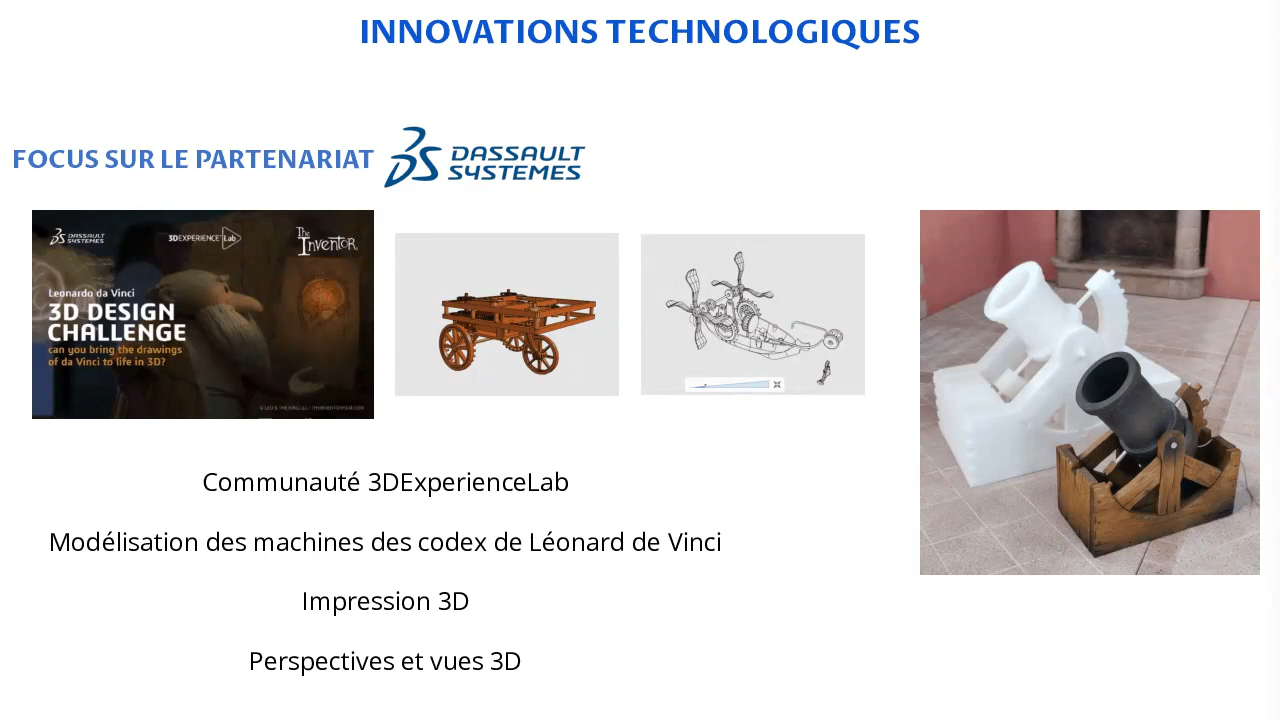 INNOVATIONS TECHNOLOGIQUES
FOCUS SUR LE PARTENARIAT
DASSAULT
SYSTEMES
DASSAULT
SYSTEMES
3DEXPERIENCE Lab
The
Inventor
Leonardo da Vinci
3D DESIGN
CHALLENGE
can you bring the drawings
of da Vinci to life in 3D?
Communauté 3DExperienceLab
Modélisation des machines des codex de Léonard de Vinci
Impression 3D
Perspectives et vues 3D